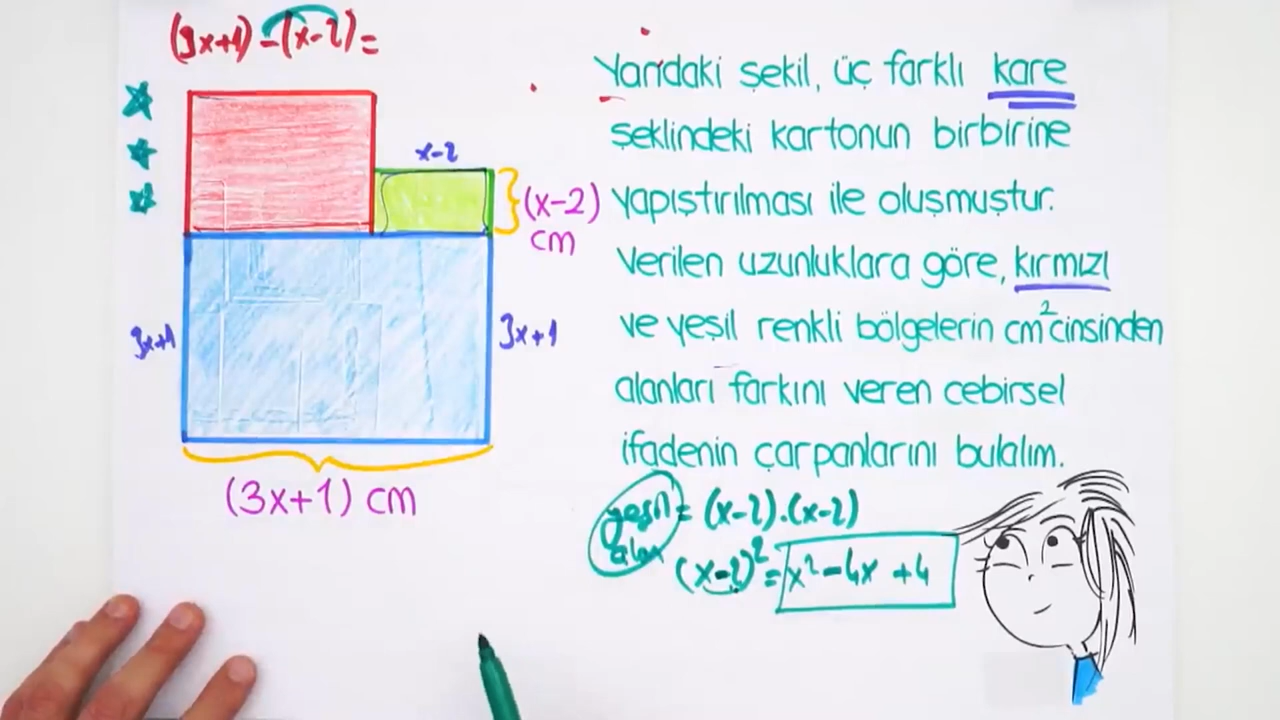 (3x+1)-(x-2)=
x-2
(x-2)
cm
3x+1
3x+1
(3x+1) cm
Yandaki şekil, üç farklı kare
şeklindeki kartonun birbirine
yapıştırılması ile oluşmuştur.
Verilen uzunluklara göre, kırmızı
ve yeşil renkli bölgelerin cm² cinsinden
alanları farkını veren cebirsel
ifadenin çarpanlarını bulalım.
yeşil alan = (x-2).(x-2)
(x-2)² = x²-4x+4